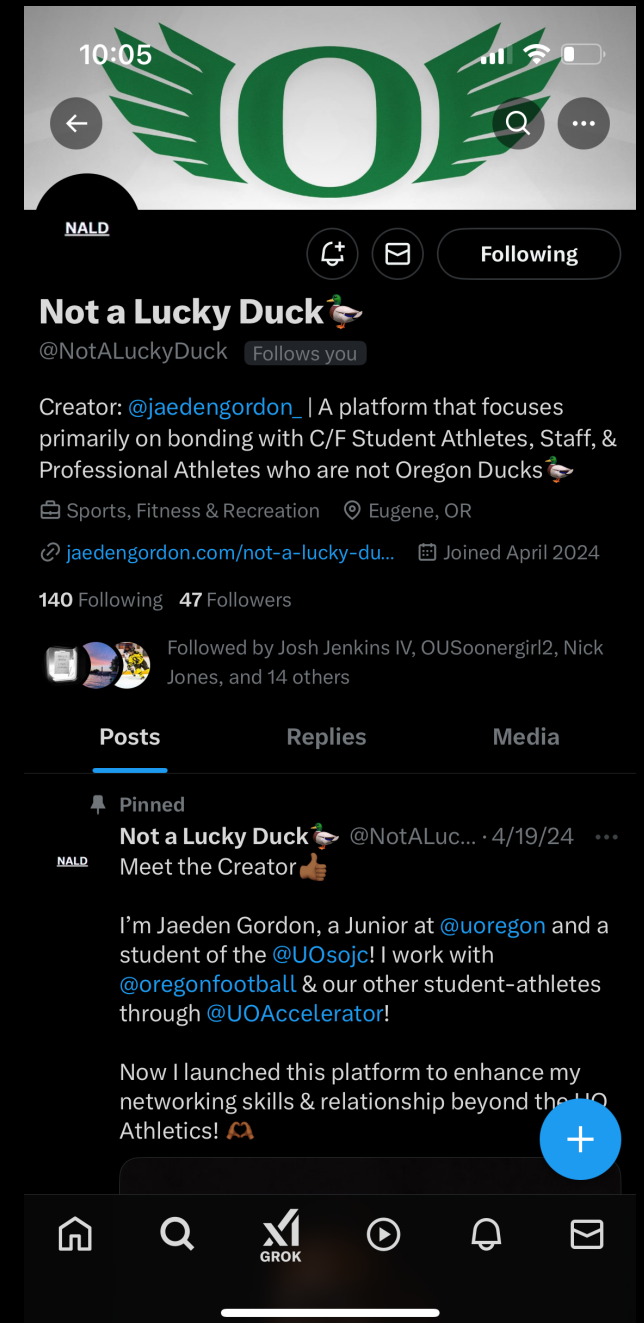 10:05
O
NALD
Following
Not a Lucky Duck🦆
@NotALuckyDuck Follows you
Creator: @jaedengordon_ | A platform that focuses
primarily on bonding with C/F Student Athletes, Staff, &
Professional Athletes who are not Oregon Ducks🦆
Sports, Fitness & Recreation Eugene, OR
jaedengordon.com/not-a-lucky-du... Joined April 2024
140 Following 47 Followers
Followed by Josh Jenkins IV, OUSoonergirl2, Nick
Jones, and 14 others
Posts Replies Media
Pinned
Not a Lucky Duck🦆 @NotALuc... · 4/19/24 ...
NALD
Meet the Creator👍🏾
I'm Jaeden Gordon, a Junior at @uoregon and a
student of the @UOsojc! I work with
@oregonfootball & our other student-athletes
through @UOAccelerator!
Now I launched this platform to enhance my
networking skills & relationship beyond the UO
Athletics! 🫶🏾
GROK